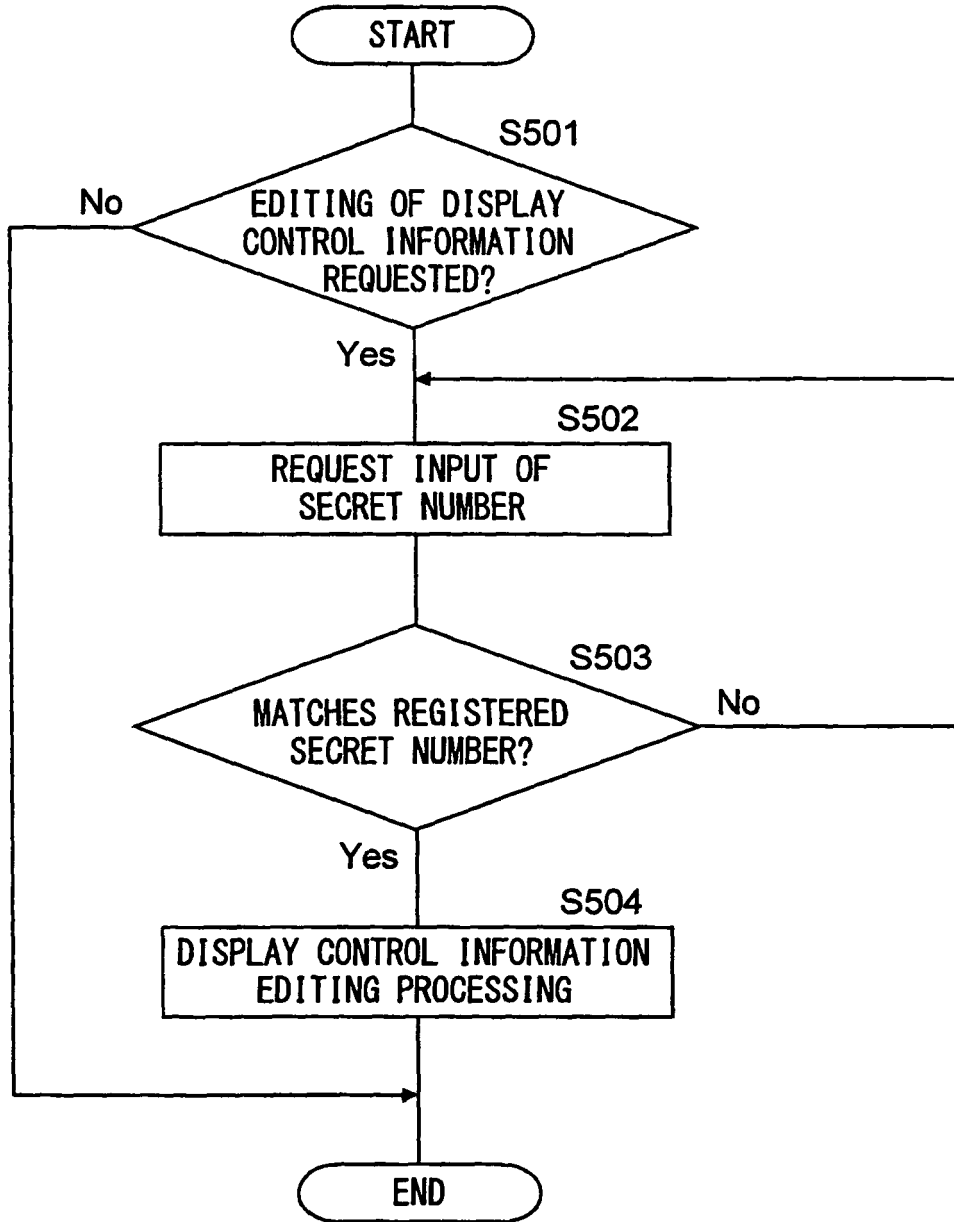 START
S501
No
EDITING OF DISPLAY
CONTROL INFORMATION
REQUESTED?
Yes
S502
REQUEST INPUT OF
SECRET NUMBER
S503
MATCHES REGISTERED
SECRET NUMBER?
No
Yes
S504
DISPLAY CONTROL INFORMATION
EDITING PROCESSING
END